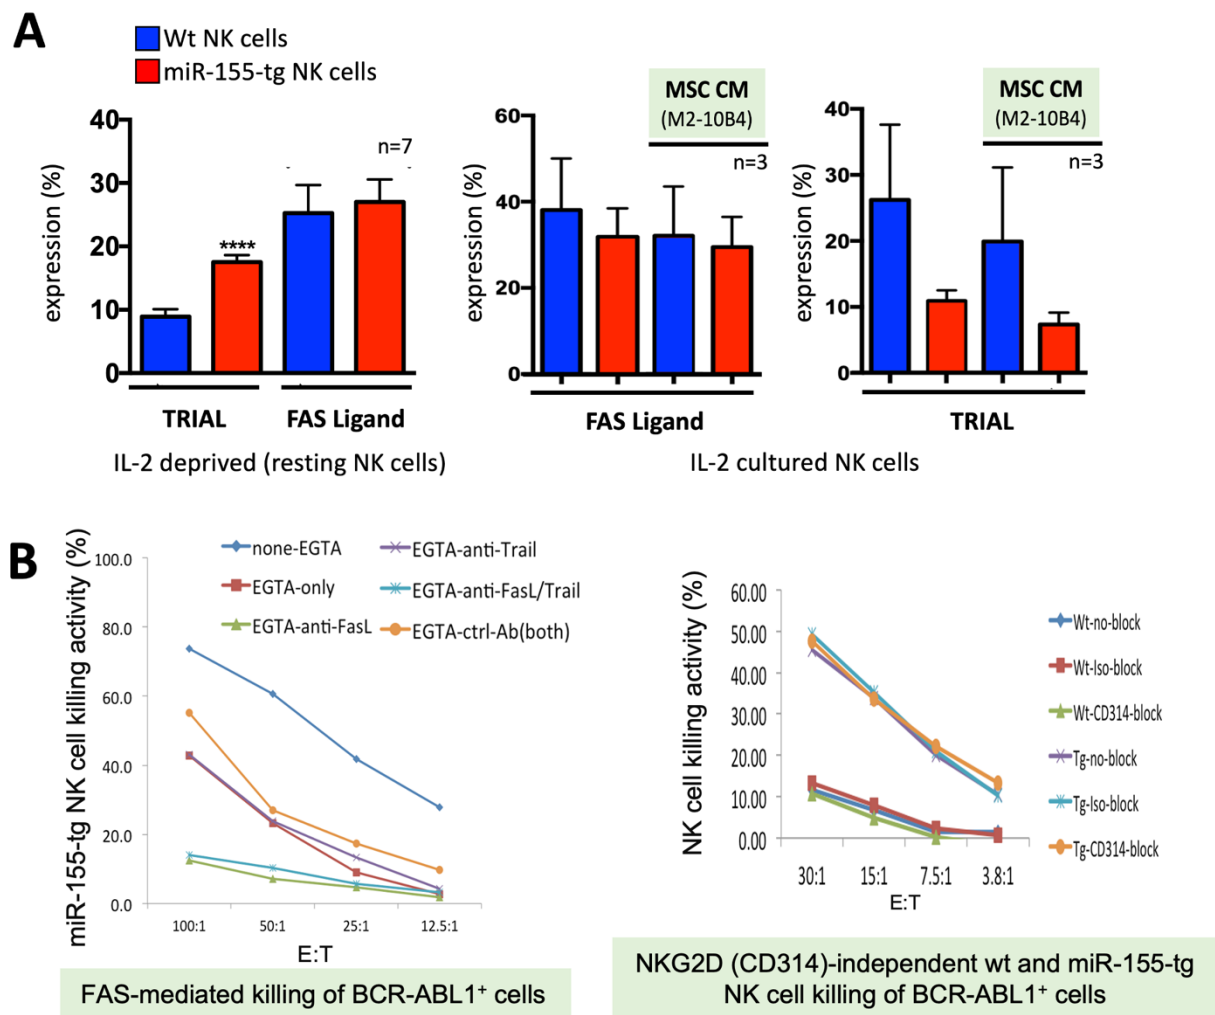 A
Wt NK cells
miR-155-tg NK cells
40
30
20
10
0
expression (%)
n=7
****
TRIAL
FAS Ligand
IL-2 deprived (resting NK cells)
60
40
20
0
expression (%)
MSC CM
(M2-10B4)
n=3
FAS Ligand
40
30
20
10
0
expression (%)
MSC CM
(M2-10B4)
n=3
TRIAL
IL-2 cultured NK cells
B
miR-155-tg NK cell killing activity (%)
100.0
80.0
60.0
40.0
20.0
0.0
none-EGTA
EGTA-only
EGTA-anti-FasL
EGTA-anti-Trail
EGTA-anti-FasL/Trail
EGTA-ctrl-Ab(both)
100:1 50:1 25:1 12.5:1
E:T
FAS-mediated killing of BCR-ABL1⁺ cells
NK cell killing activity (%)
60.00
50.00
40.00
30.00
20.00
10.00
0.00
30:1 15:1 7.5:1 3.8:1
E:T
Wt-no-block
Wt-Iso-block
Wt-CD314-block
Tg-no-block
Tg-Iso-block
Tg-CD314-block
NKG2D (CD314)-independent wt and miR-155-tg
NK cell killing of BCR-ABL1⁺ cells